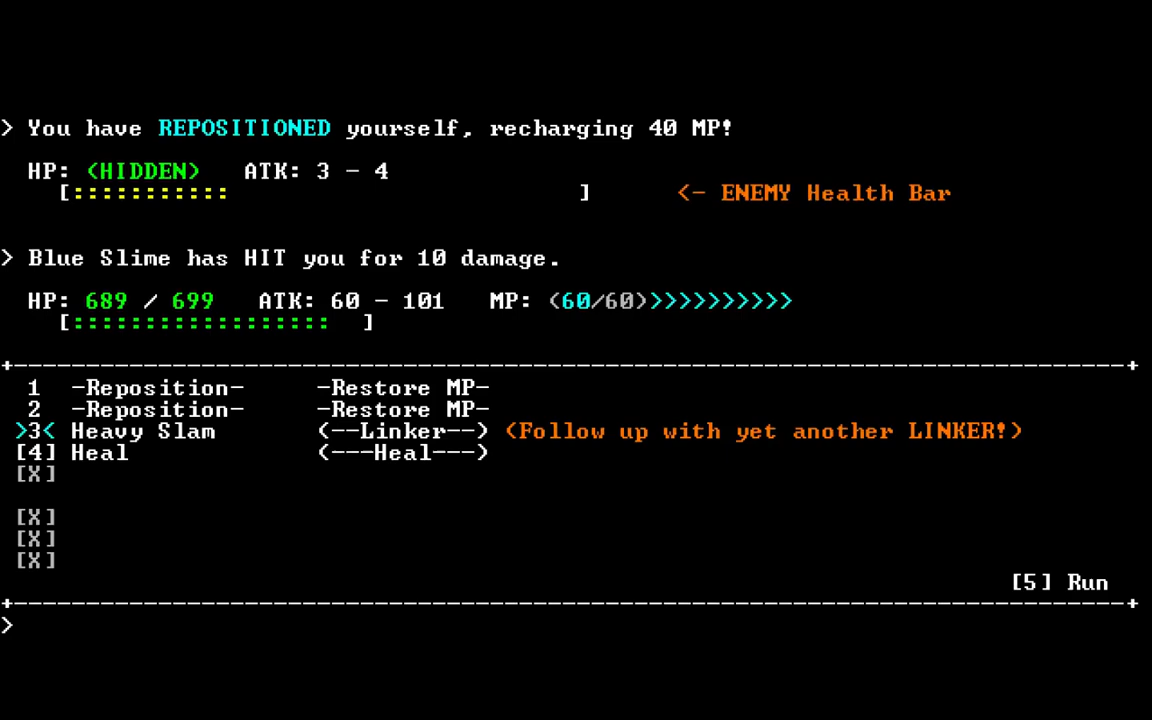 > You have REPOSITIONED yourself, recharging 40 MP!
HP: (HIDDEN)   ATK: 3 - 4
[:::::::::::                         ]      <- ENEMY Health Bar
> Blue Slime has HIT you for 10 damage.
HP: 689 / 699   ATK: 60 - 101   MP: (60/60)>>>>>>>>>>
[::::::::::::::::::  ]
+-----------------------------------------------------------------------------+
1  -Reposition-     -Restore MP-
2  -Reposition-     -Restore MP-
>3< Heavy Slam       (--Linker--) (Follow up with yet another LINKER!)
[4] Heal             (---Heal---)
[X]
[X]
[X]
[X]
[5] Run
+-----------------------------------------------------------------------------+
>